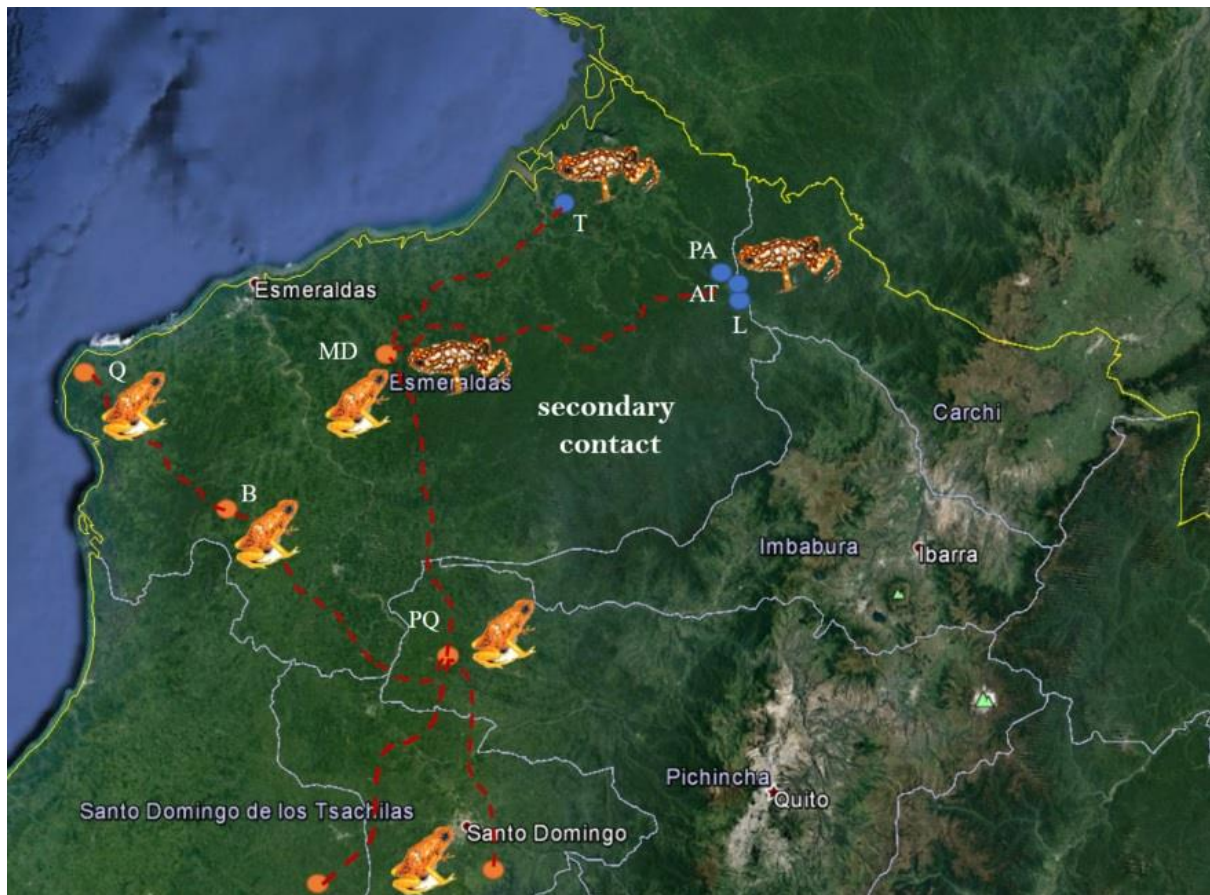 T
PA
AT
L
Esmeraldas
MD
Q
Esmeraldas
secondary
contact
Carchi
B
Imbabura
Ibarra
PQ
Pichincha
Quito
Santo Domingo de los Tsachilas
Santo Domingo